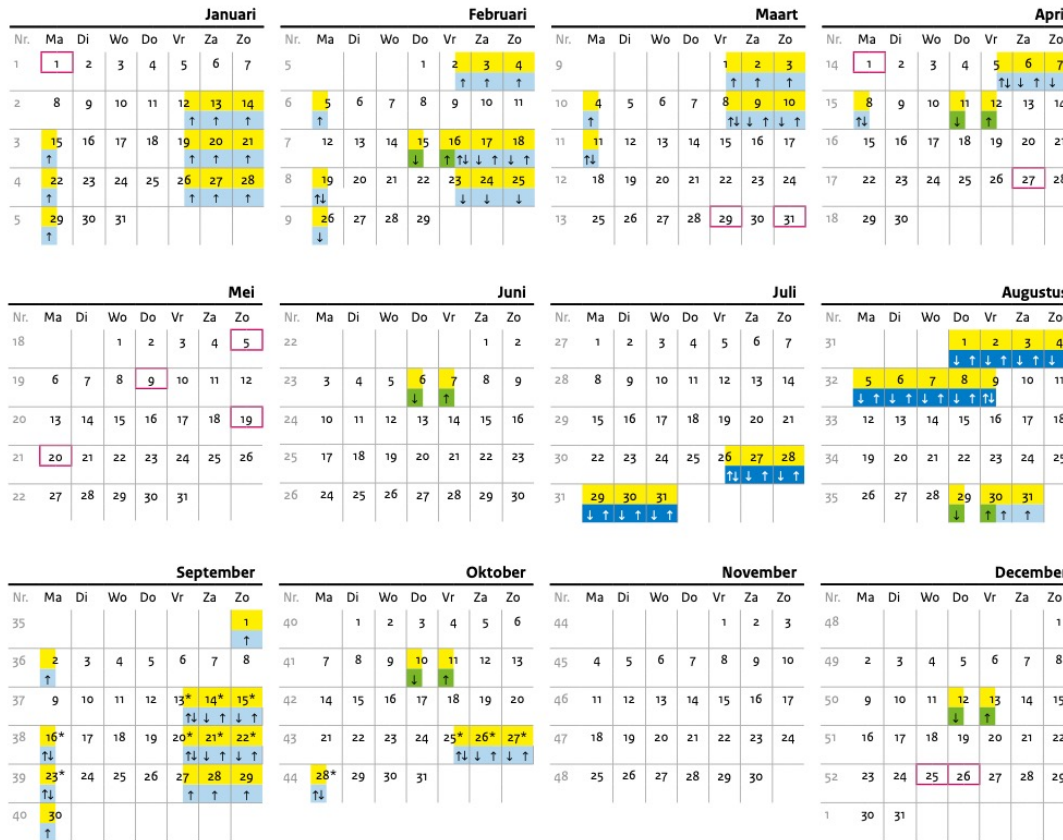 Januari
Nr. Ma Di Wo Do Vr Za Zo
1 1 2 3 4 5 6 7
2 8 9 10 11 12 13 14
3 15 16 17 18 19 20 21
4 22 23 24 25 26 27 28
5 29 30 31
Februari
Nr. Ma Di Wo Do Vr Za Zo
5 1 2 3 4
6 5 6 7 8 9 10 11
7 12 13 14 15 16 17 18
8 19 20 21 22 23 24 25
9 26 27 28 29
Maart
Nr. Ma Di Wo Do Vr Za Zo
9 1 2 3
10 4 5 6 7 8 9 10
11 11 12 13 14 15 16 17
12 18 19 20 21 22 23 24
13 25 26 27 28 29 30 31
Apri
Nr. Ma Di Wo Do Vr Za Zo
14 1 2 3 4 5 6 7
15 8 9 10 11 12 13 14
16 15 16 17 18 19 20 21
17 22 23 24 25 26 27 28
18 29 30
Mei
Nr. Ma Di Wo Do Vr Za Zo
18 1 2 3 4 5
19 6 7 8 9 10 11 12
20 13 14 15 16 17 18 19
21 20 21 22 23 24 25 26
22 27 28 29 30 31
Juni
Nr. Ma Di Wo Do Vr Za Zo
22 1 2
23 3 4 5 6 7 8 9
24 10 11 12 13 14 15 16
25 17 18 19 20 21 22 23
26 24 25 26 27 28 29 30
Juli
Nr. Ma Di Wo Do Vr Za Zo
27 1 2 3 4 5 6 7
28 8 9 10 11 12 13 14
29 15 16 17 18 19 20 21
30 22 23 24 25 26 27 28
31 29 30 31
Augustus
Nr. Ma Di Wo Do Vr Za Zo
31 1 2 3 4
32 5 6 7 8 9 10 11
33 12 13 14 15 16 17 18
34 19 20 21 22 23 24 25
35 26 27 28 29 30 31
September
Nr. Ma Di Wo Do Vr Za Zo
35 1
36 2 3 4 5 6 7 8
37 9 10 11 12 13* 14* 15*
38 16* 17 18 19 20* 21* 22*
39 23* 24 25 26 27 28 29
40 30
Oktober
Nr. Ma Di Wo Do Vr Za Zo
40 1 2 3 4 5 6
41 7 8 9 10 11 12 13
42 14 15 16 17 18 19 20
43 21 22 23 24 25* 26* 27*
44 28* 29 30 31
November
Nr. Ma Di Wo Do Vr Za Zo
44 1 2 3
45 4 5 6 7 8 9 10
46 11 12 13 14 15 16 17
47 18 19 20 21 22 23 24
48 25 26 27 28 29 30
December
Nr. Ma Di Wo Do Vr Za Zo
48 1
49 2 3 4 5 6 7 8
50 9 10 11 12 13 14 15
51 16 17 18 19 20 21 22
52 23 24 25 26 27 28 29
1 30 31